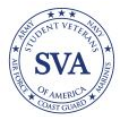 ARMY
NAVY
STUDENT VETERANS
SVA
OF AMERICA
AIR FORCE
MARINES
COAST GUARD